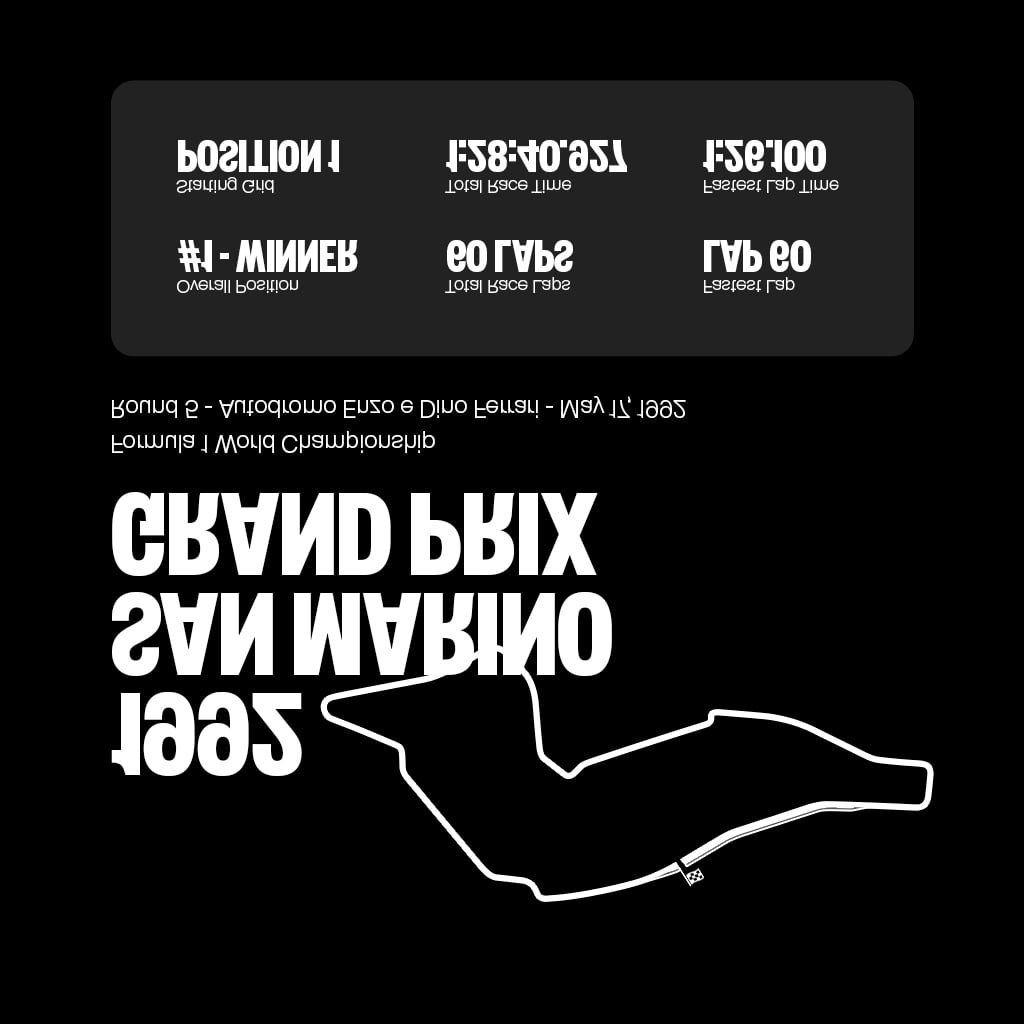 1992
SAN MARINO
GRAND PRIX
Formula 1 World Championship
Round 5 - Autodromo Enzo e Dino Ferrari - May 17, 1992
Overall Position
#1 - WINNER
Total Race Laps
60 LAPS
Fastest Lap
LAP 60
Starting Grid
POSITION 1
Total Race Time
1:28:40.927
Fastest Lap Time
1:26.100